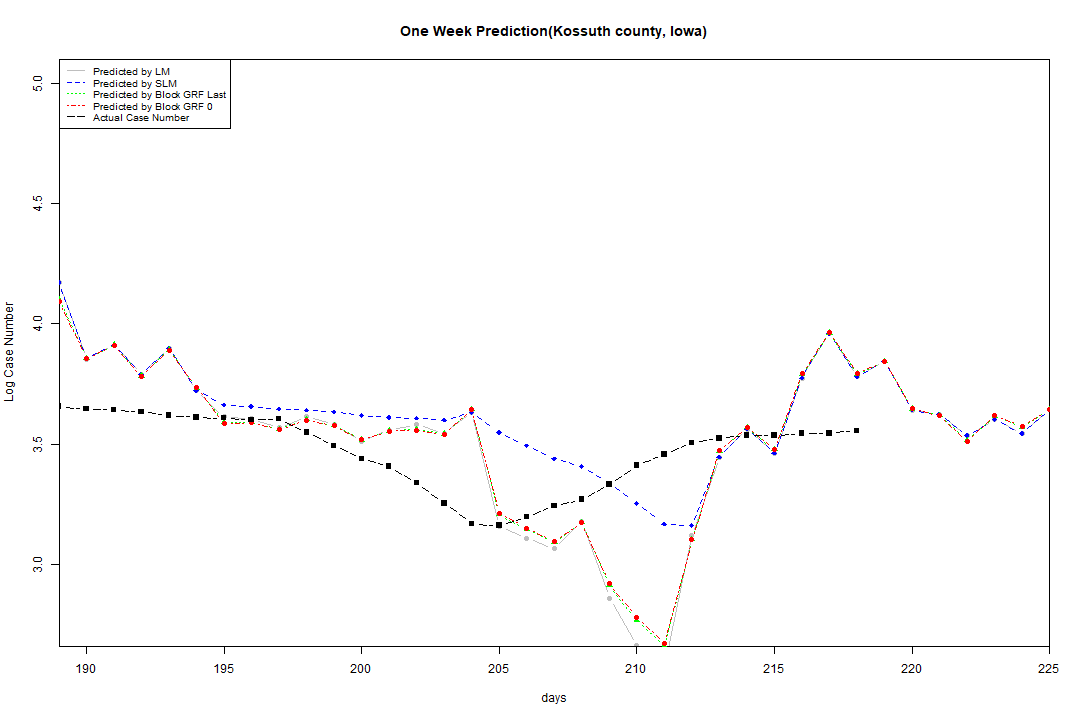 One Week Prediction(Kossuth county, Iowa)
Predicted by LM
Predicted by SLM
Predicted by Block GRF Last
Predicted by Block GRF 0
Actual Case Number
5.0
4.5
4.0
3.5
3.0
Log Case Number
190 195 200 205 210 215 220 225
days